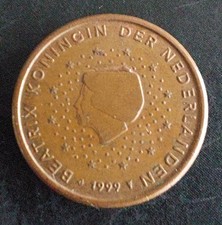 BEATRIX KONINGIN DER NEDERLANDEN
1999